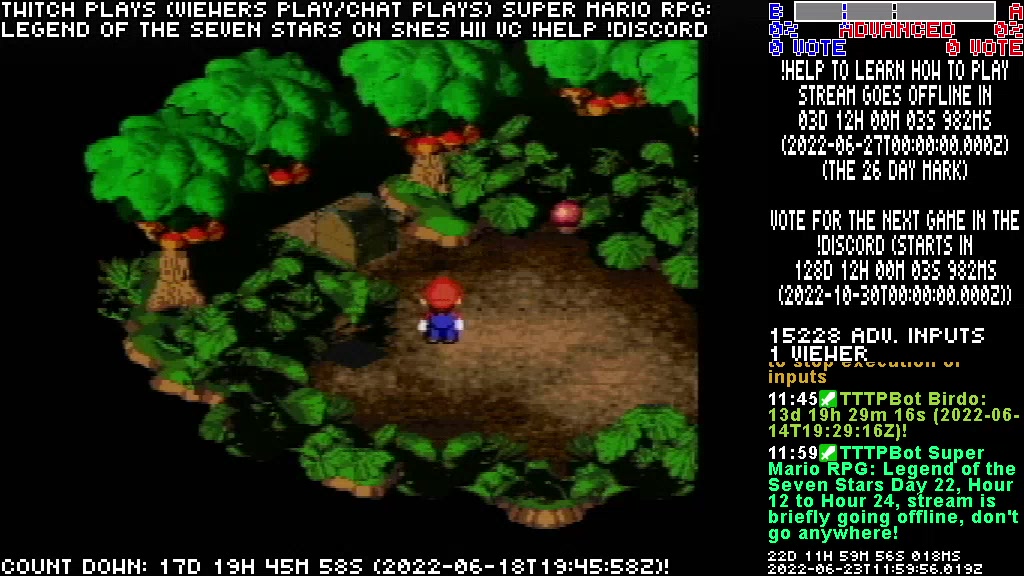 TWITCH PLAYS (VIEWERS PLAY/CHAT PLAYS) SUPER MARIO RPG:
LEGEND OF THE SEVEN STARS ON SNES WII VC !HELP !DISCORD
B A
0% ADVANCED 0%
0 VOTE 0 VOTE
!HELP TO LEARN HOW TO PLAY
STREAM GOES OFFLINE IN
03D 12H 00M 03S 982MS
(2022-06-27T00:00:00.000Z)
(THE 26 DAY MARK)
VOTE FOR THE NEXT GAME IN THE
!DISCORD (STARTS IN
128D 12H 00M 03S 982MS
(2022-10-30T00:00:00.000Z))
15228 ADV. INPUTS
1 VIEWER
to stop execution of
inputs
11:45 TTTPBot Birdo:
13d 19h 29m 16s (2022-06-
14T19:29:16Z)!
11:59 TTTPBot Super
Mario RPG: Legend of the
Seven Stars Day 22, Hour
12 to Hour 24, stream is
briefly going offline, don't
go anywhere!
22D 11H 59M 56S 018MS
2022-06-23T11:59:56.019Z
COUNT DOWN: 17D 19H 45M 58S (2022-06-18T19:45:58Z)!